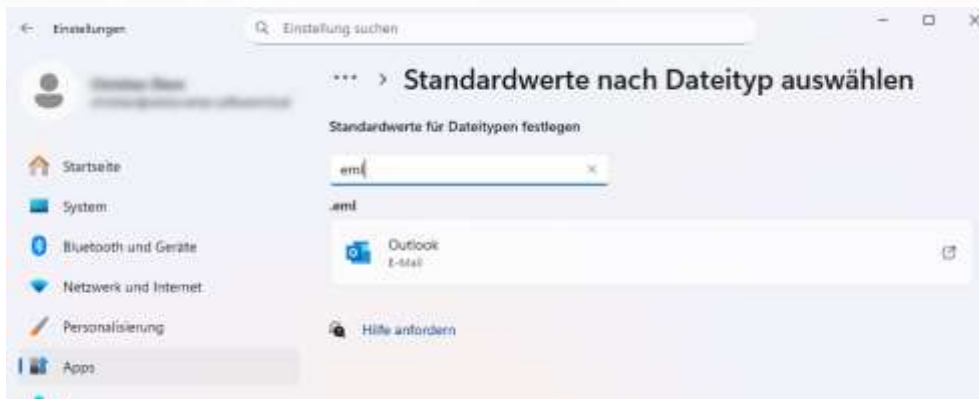 Einstellungen
Einstellung suchen
Standardwerte nach Dateityp auswählen
Standardwerte für Dateitypen festlegen
eml
.eml
Outlook
E-Mail
Hilfe anfordern
Startseite
System
Bluetooth und Geräte
Netzwerk und Internet
Personalisierung
Apps